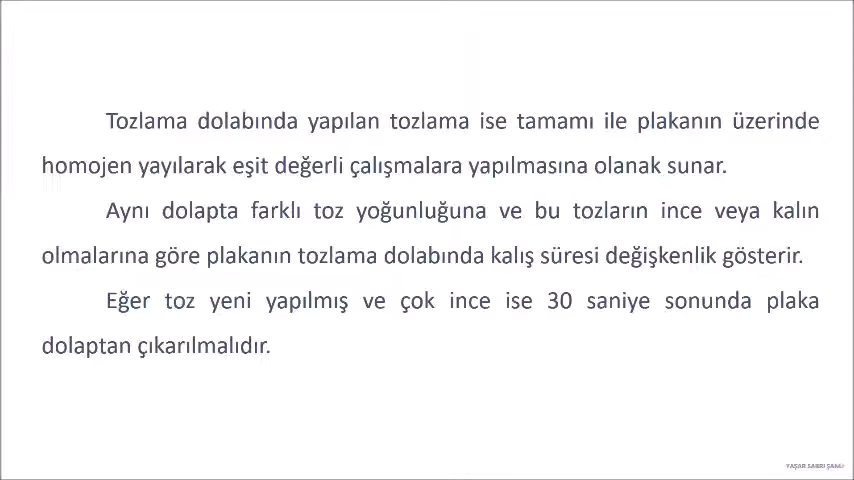 Tozlama dolabında yapılan tozlama ise tamamı ile plakanın üzerinde
homojen yayılarak eşit değerli çalışmalara yapılmasına olanak sunar.
Aynı dolapta farklı toz yoğunluğuna ve bu tozların ince veya kalın
olmalarına göre plakanın tozlama dolabında kalış süresi değişkenlik gösterir.
Eğer toz yeni yapılmış ve çok ince ise 30 saniye sonunda plaka
dolaptan çıkarılmalıdır.
YAŞAR SABRİ ŞANLI